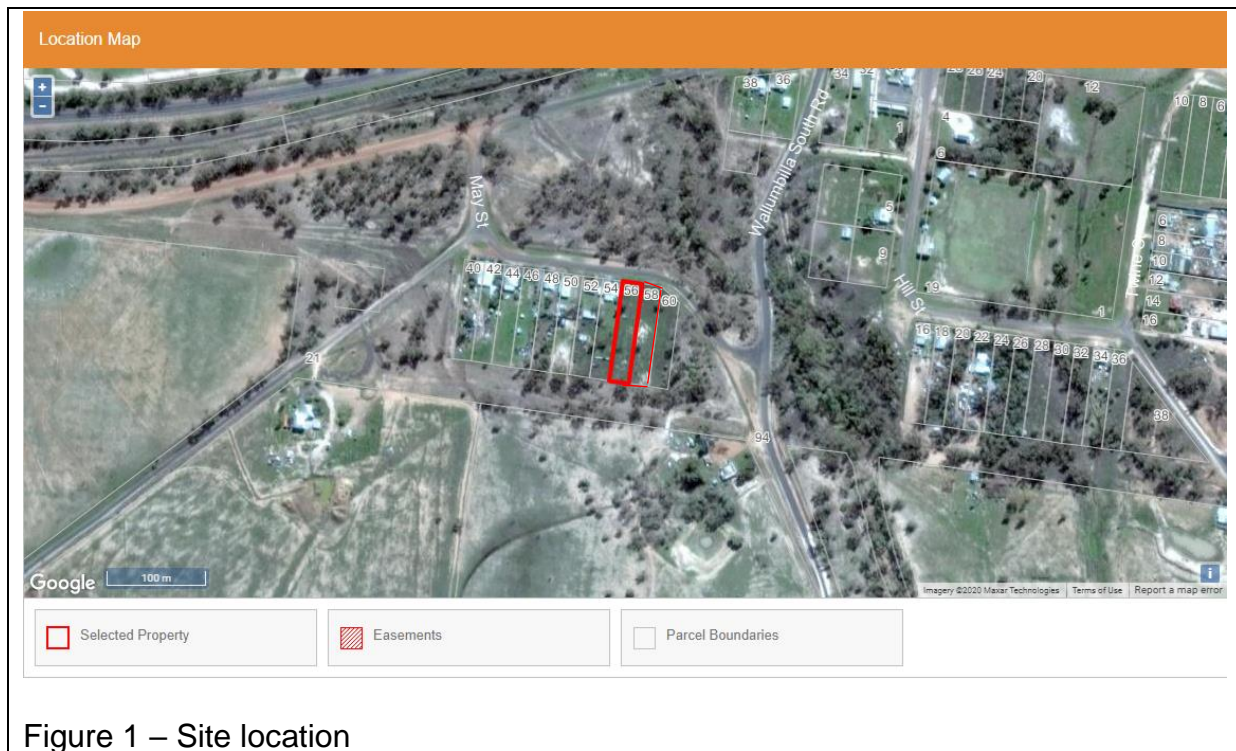 Location Map
+
-
38 36 34 32 26 26 24 20 12 10 8 6
4
1
6
Wallumbilla South Rd
May St
5
9
6
8
10
12
14
16
Twine St
Hill St
19
1
40 42 44 46 48 50 52 54 56 58 60
16 18 20 22 24 26 28 30 32 34 36
21
38
94
Google
100 m
i
Imagery ©2020 Maxar Technologies
Terms of Use
Report a map error
Selected Property
Easements
Parcel Boundaries
Figure 1 – Site location